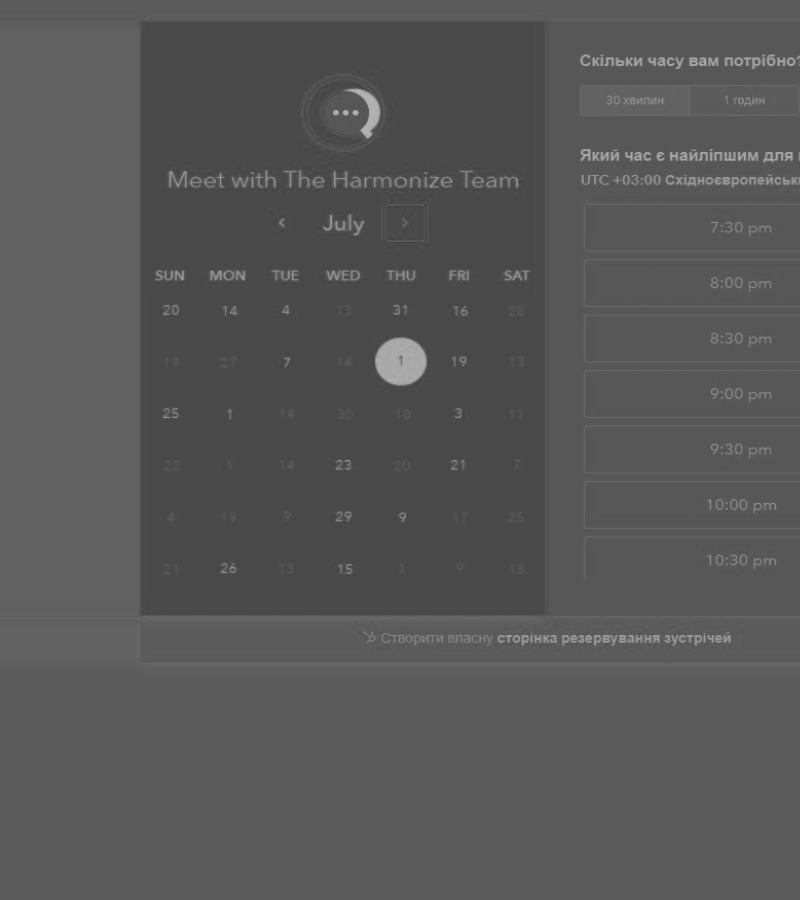 Meet with The Harmonize Team
July
SUN MON TUE WED THU FRI SAT
20 14 4 13 31 16 28
19 27 7 14 1 19 13
25 1 14 30 10 3 11
22 1 14 23 20 21 7
4 19 9 29 9 17 25
21 26 13 15 1 9 18
Скільки часу вам потрібно?
30 хвилин 1 годин
Який час є найліпшим для
UTC +03:00
7:30 pm
8:00 pm
8:30 pm
9:00 pm
9:30 pm
10:00 pm
10:30 pm
Створити власну сторінка резервування зустрічей